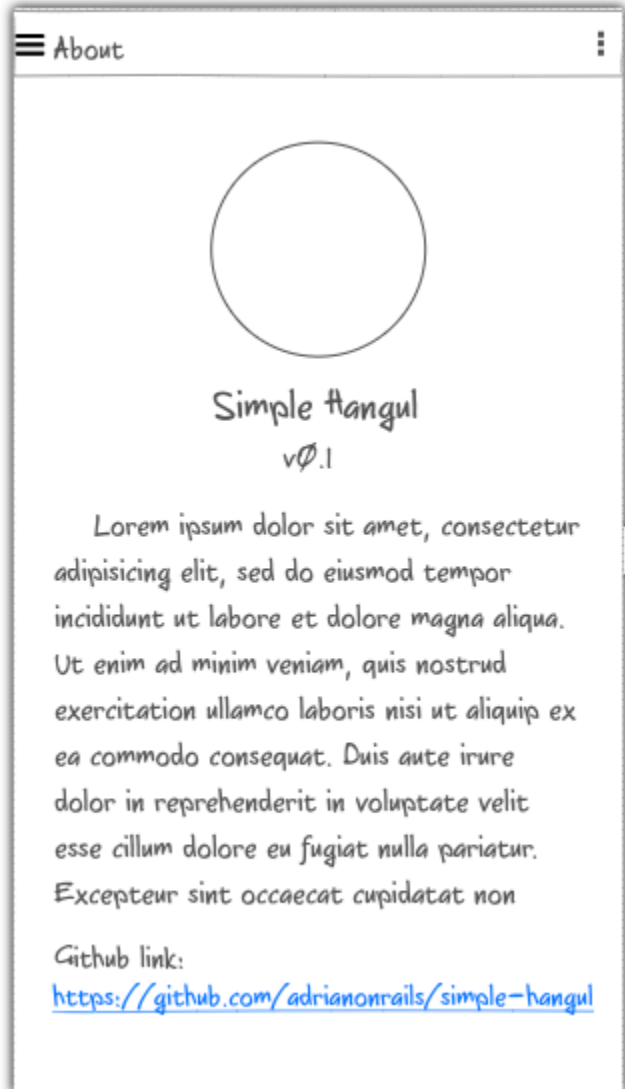 About
Simple Hangul
v0.1
Lorem ipsum dolor sit amet, consectetur
adipisicing elit, sed do eiusmod tempor
incididunt ut labore et dolore magna aliqua.
Ut enim ad minim veniam, quis nostrud
exercitation ullamco laboris nisi ut aliquip ex
ea commodo consequat. Duis aute irure
dolor in reprehenderit in voluptate velit
esse cillum dolore eu fugiat nulla pariatur.
Excepteur sint occaecat cupidatat non
Github link:
https://github.com/adrianonrails/simple-hangul